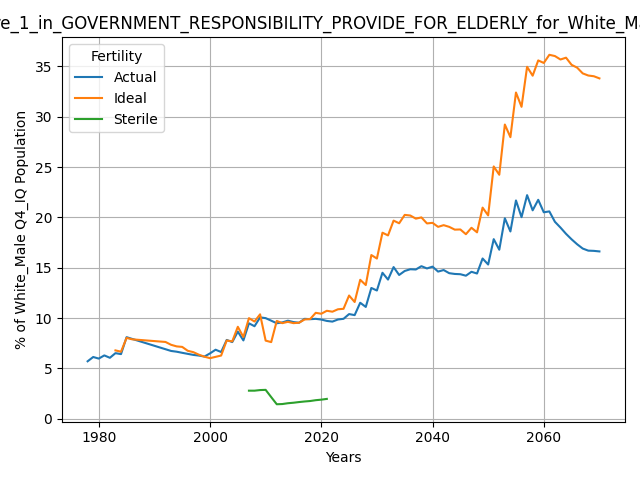 e_1_in_GOVERNMENT_RESPONSIBILITY_PROVIDE_FOR_ELDERLY_for_White_Ma
Fertility
Actual
Ideal
Sterile
% of White_Male Q4_IQ Population
35
30
25
20
15
10
5
0
1980 2000 2020 2040 2060
Years